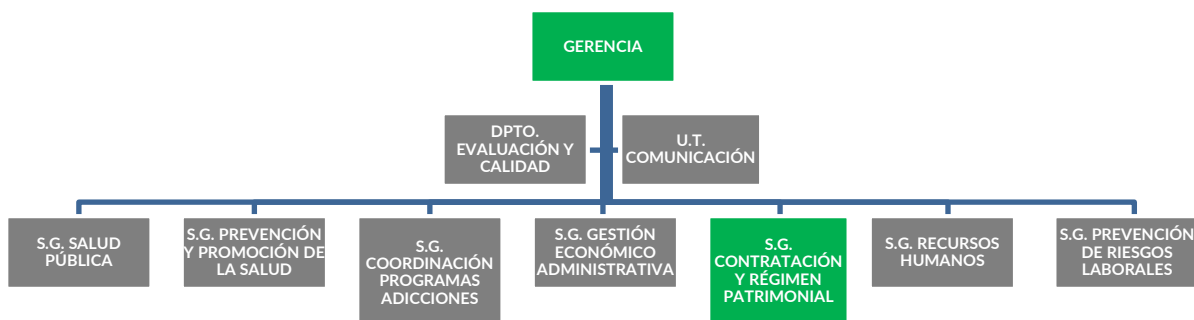 GERENCIA
DPTO.
EVALUACIÓN Y
CALIDAD
U.T.
COMUNICACIÓN
S.G. SALUD
PÚBLICA
S.G. PREVENCIÓN
Y PROMOCIÓN DE
LA SALUD
S.G.
COORDINACIÓN
PROGRAMAS
ADICCIONES
S.G. GESTIÓN
ECONÓMICO
ADMINISTRATIVA
S.G.
CONTRATACIÓN
Y RÉGIMEN
PATRIMONIAL
S.G. RECURSOS
HUMANOS
S.G. PREVENCIÓN
DE RIESGOS
LABORALES